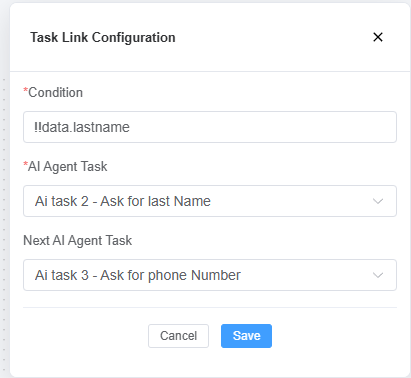 Task Link Configuration
*Condition
!!data.lastname
*AI Agent Task
Ai task 2 - Ask for last Name
Next AI Agent Task
Ai task 3 - Ask for phone Number
Cancel Save